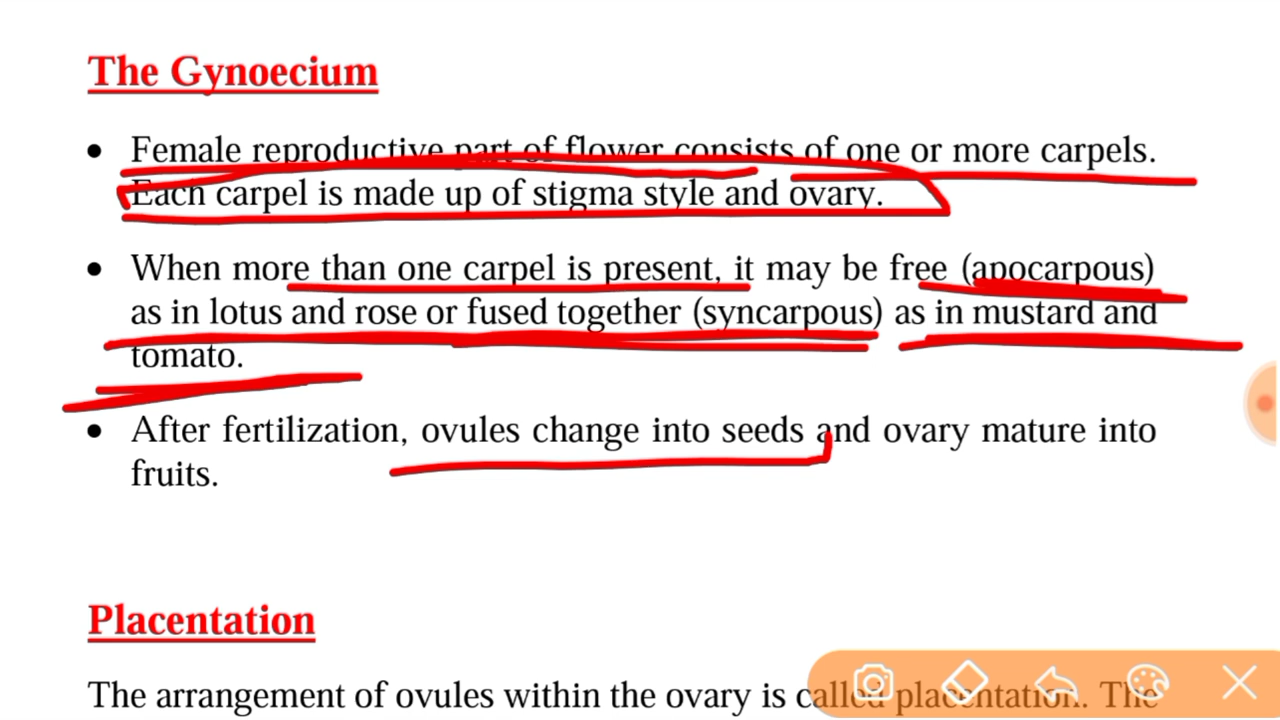 The Gynoecium
• Female reproductive part of flower consists of one or more carpels.
Each carpel is made up of stigma style and ovary.
• When more than one carpel is present, it may be free (apocarpous)
as in lotus and rose or fused together (syncarpous) as in mustard and
tomato.
• After fertilization, ovules change into seeds and ovary mature into
fruits.
Placentation
The arrangement of ovules within the ovary is called placentation. The